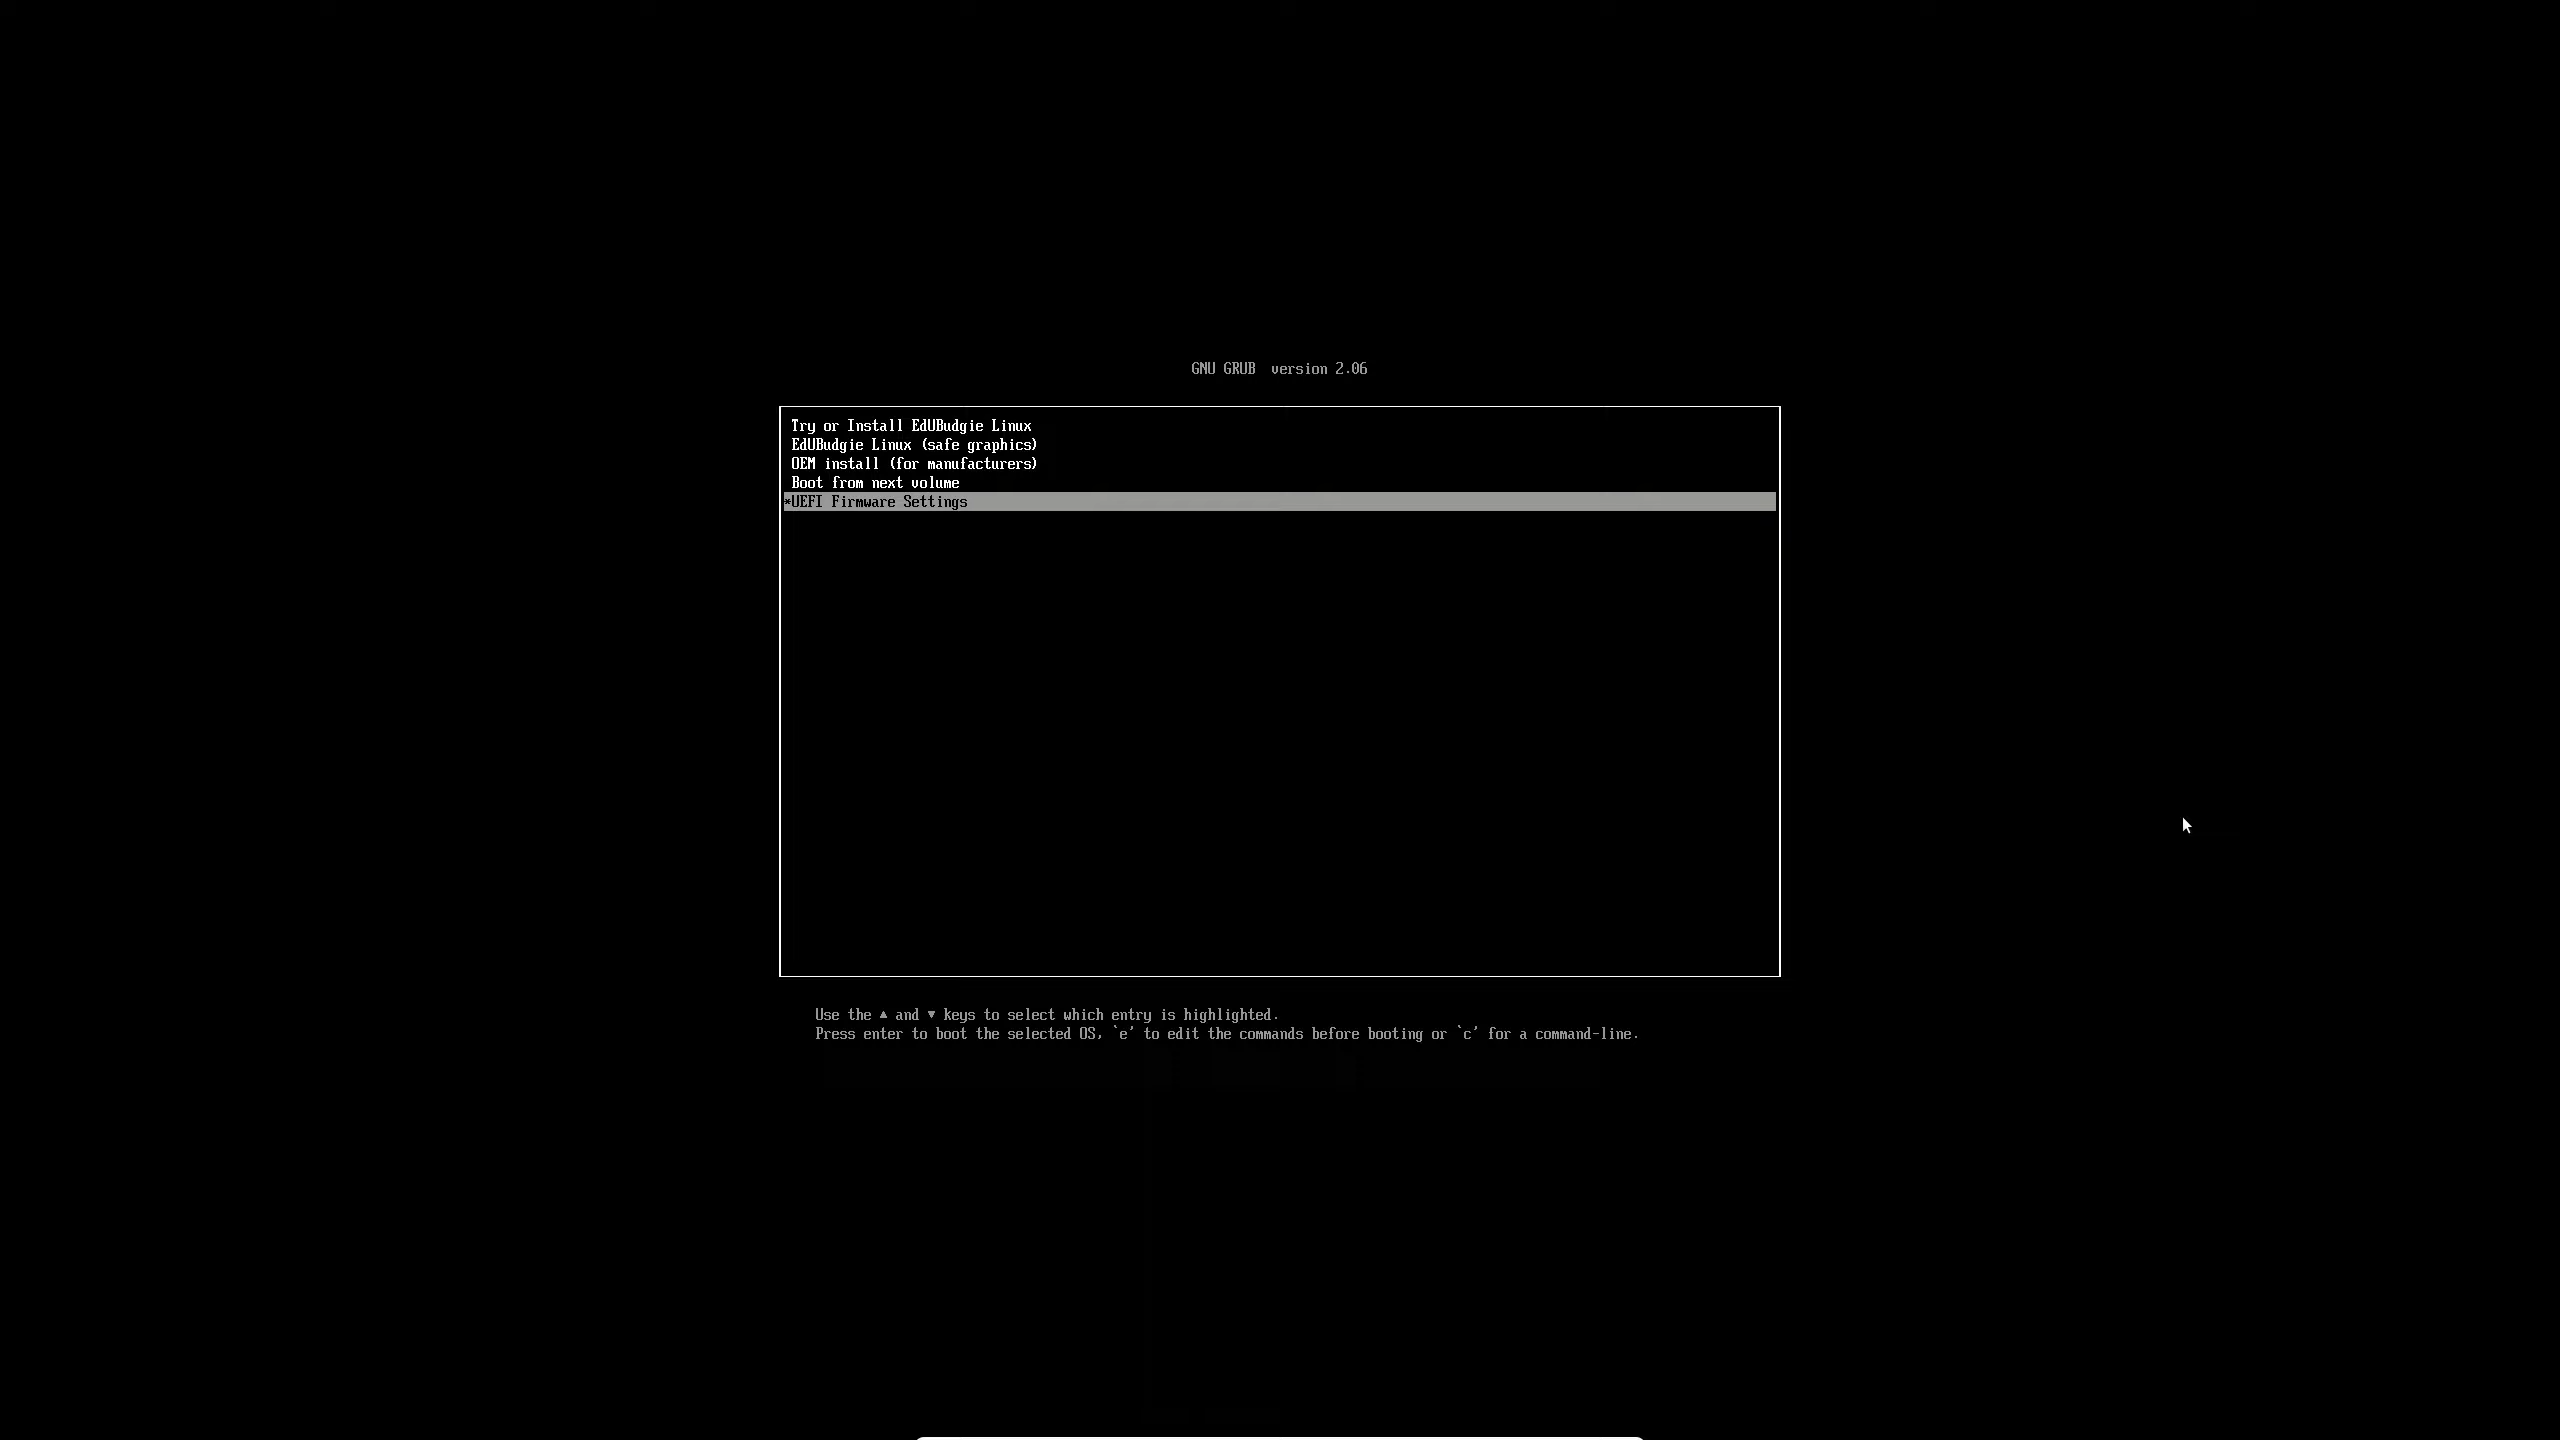 GNU GRUB  version 2.06
Try or Install EdUBudgie Linux
EdUBudgie Linux (safe graphics)
OEM install (for manufacturers)
Boot from next volume
*UEFI Firmware Settings
Use the ▲ and ▼ keys to select which entry is highlighted.
Press enter to boot the selected OS, `e' to edit the commands before booting or `c' for a command-line.